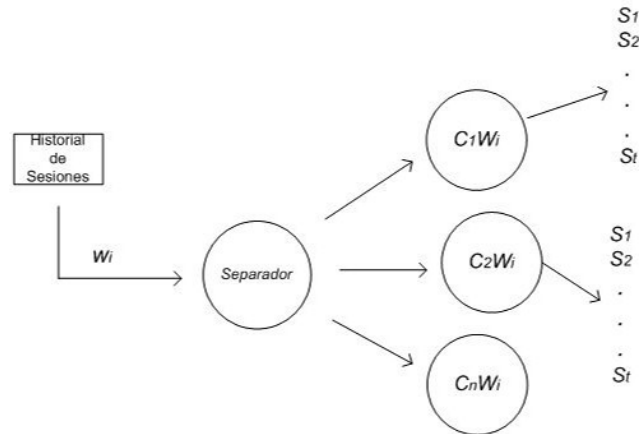 Historial
de
Sesiones
Wi
Separador
C1Wi
C2Wi
CnWi
S1
S2
.
.
.
St
S1
S2
.
.
.
St